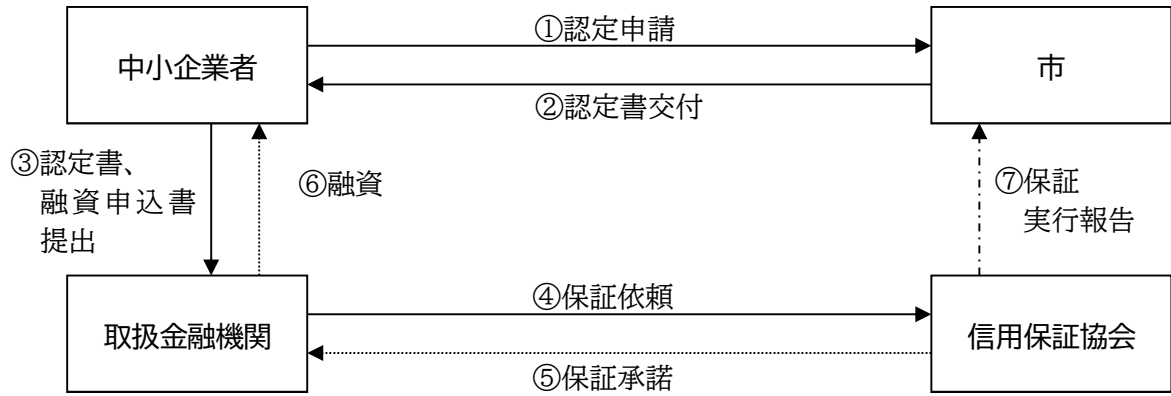 ①認定申請
中小企業者
市
②認定書交付
③認定書、
融資申込書
提出
⑥融資
⑦保証
実行報告
④保証依頼
取扱金融機関
信用保証協会
⑤保証承諾